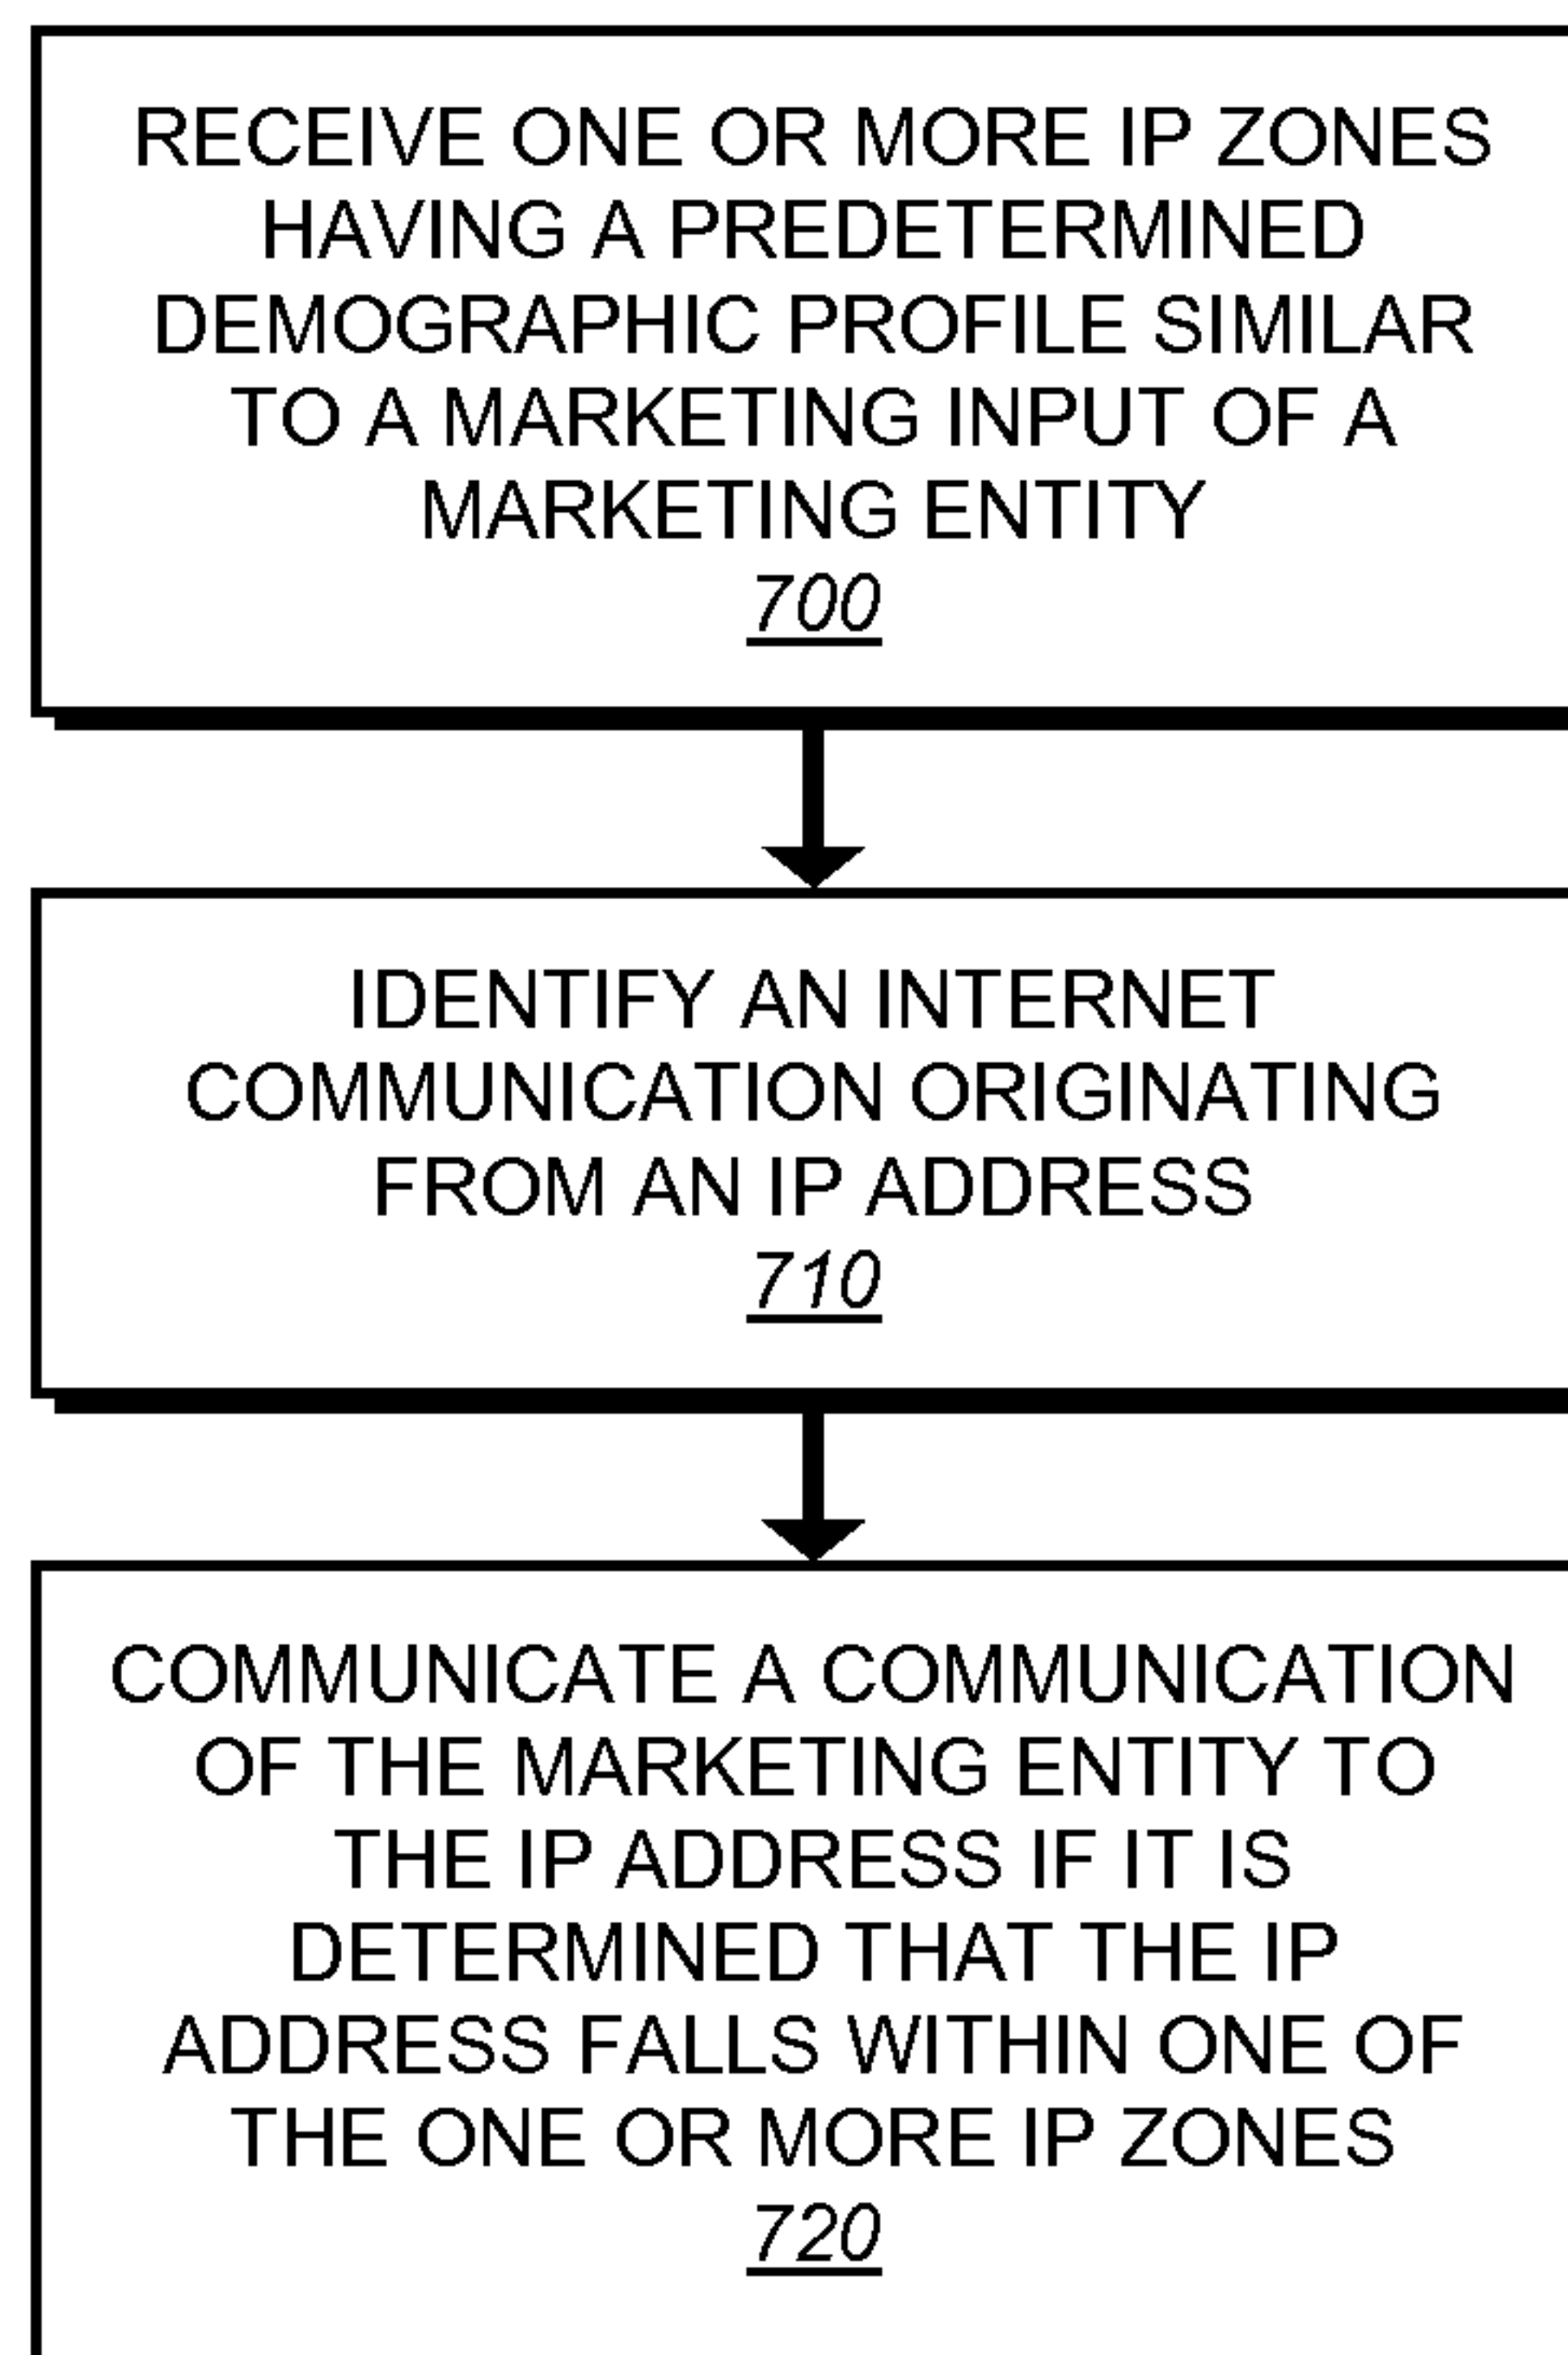 RECEIVE ONE OR MORE IP ZONES
HAVING A PREDETERMINED
DEMOGRAPHIC PROFILE SIMILAR
TO A MARKETING INPUT OF A
MARKETING ENTITY
700
IDENTIFY AN INTERNET
COMMUNICATION ORIGINATING
FROM AN IP ADDRESS
710
COMMUNICATE A COMMUNICATION
OF THE MARKETING ENTITY TO
THE IP ADDRESS IF IT IS
DETERMINED THAT THE IP
ADDRESS FALLS WITHIN ONE OF
THE ONE OR MORE IP ZONES
720